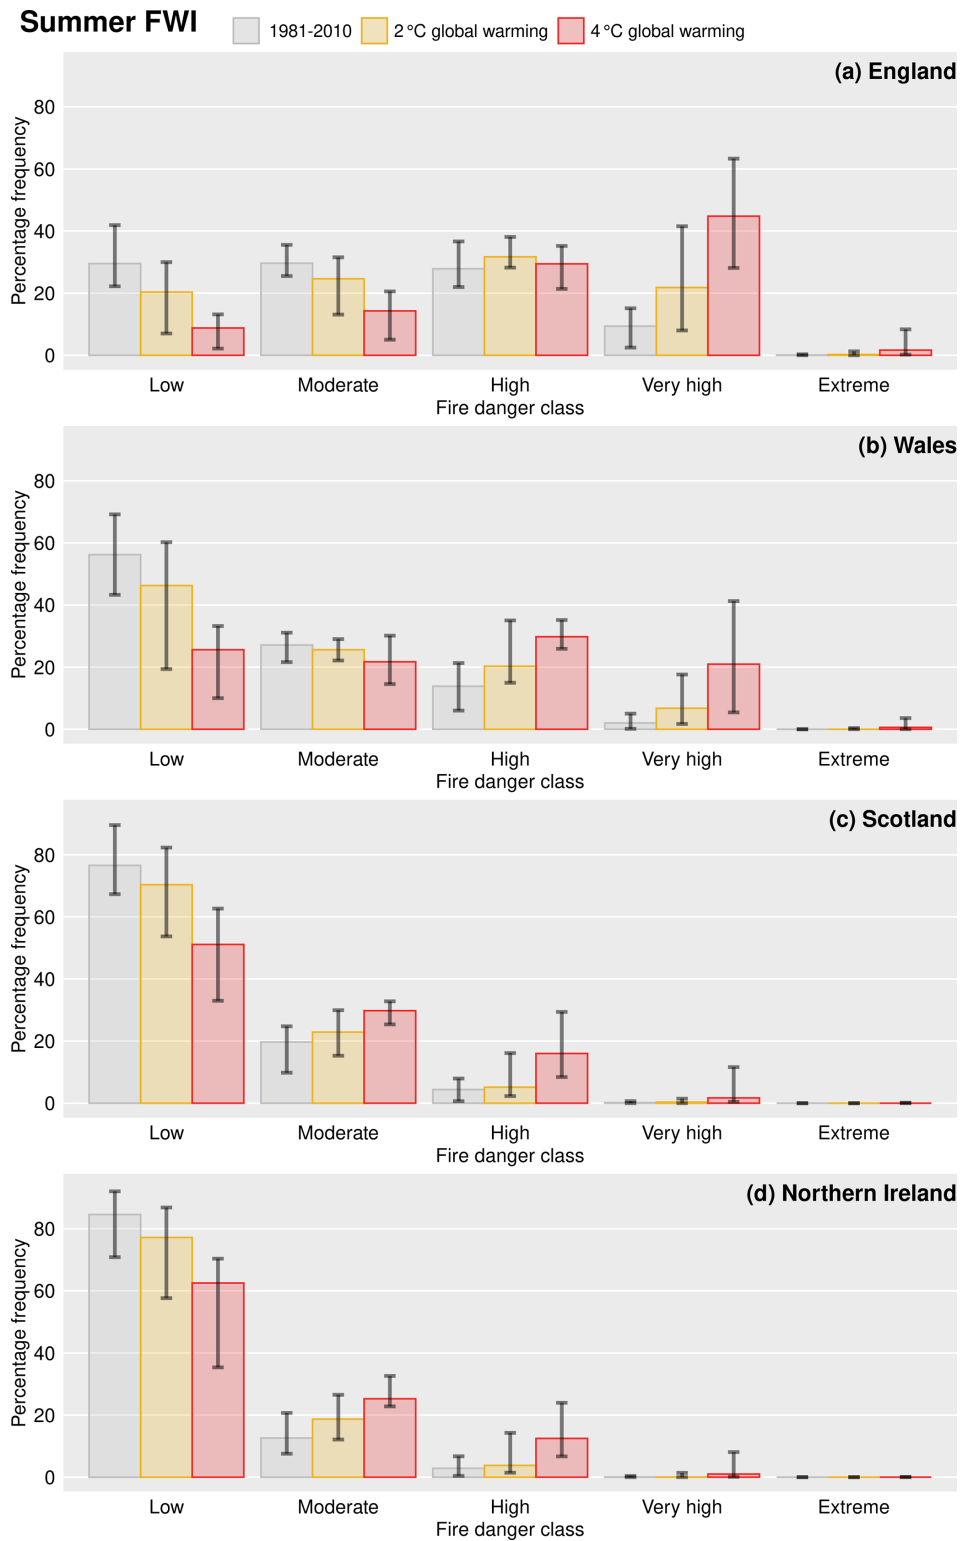 Summer FWI
1981-2010 2°C global warming 4°C global warming
(a) England
Percentage frequency
80
60
40
20
0
Low Moderate High Very high Extreme
Fire danger class
(b) Wales
Percentage frequency
80
60
40
20
0
Low Moderate High Very high Extreme
Fire danger class
(c) Scotland
Percentage frequency
80
60
40
20
0
Low Moderate High Very high Extreme
Fire danger class
(d) Northern Ireland
Percentage frequency
80
60
40
20
0
Low Moderate High Very high Extreme
Fire danger class